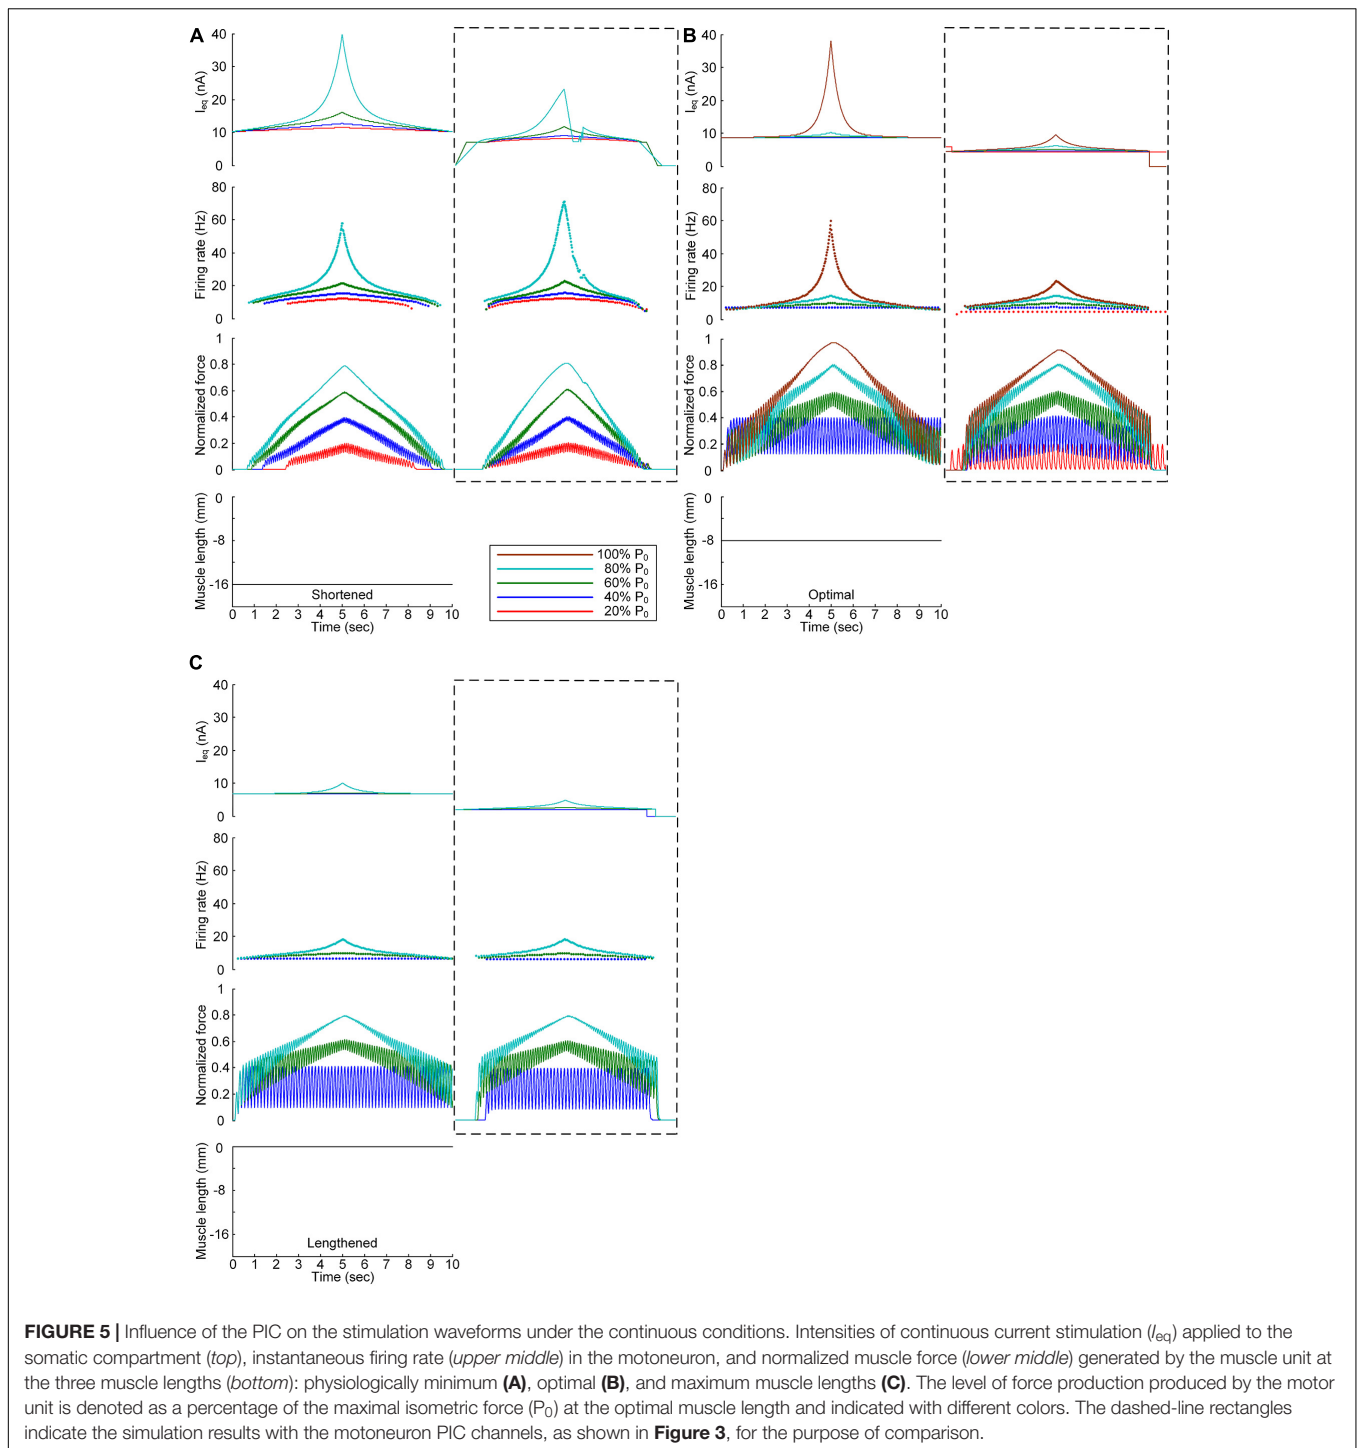 A
I_eq (nA)
40
30
20
10
0
Firing rate (Hz)
80
60
40
20
0
Normalized force
1
0.8
0.6
0.4
0.2
0
Muscle length (mm)
0
-8
-16
Shortened
0 1 2 3 4 5 6 7 8 9 10
Time (sec)
100% P₀
80% P₀
60% P₀
40% P₀
20% P₀
B
I_eq (nA)
40
30
20
10
0
Firing rate (Hz)
80
60
40
20
0
Normalized force
1
0.8
0.6
0.4
0.2
0
Muscle length (mm)
0
-8
-16
Optimal
0 1 2 3 4 5 6 7 8 9 10
Time (sec)
C
I_eq (nA)
40
30
20
10
0
Firing rate (Hz)
80
60
40
20
0
Normalized force
1
0.8
0.6
0.4
0.2
0
Muscle length (mm)
0
-8
-16
Lengthened
0 1 2 3 4 5 6 7 8 9 10
Time (sec)
FIGURE 5 | Influence of the PIC on the stimulation waveforms under the continuous conditions. Intensities of continuous current stimulation (I_eq) applied to the
somatic compartment (top), instantaneous firing rate (upper middle) in the motoneuron, and normalized muscle force (lower middle) generated by the muscle unit at
the three muscle lengths (bottom): physiologically minimum (A), optimal (B), and maximum muscle lengths (C). The level of force production produced by the motor
unit is denoted as a percentage of the maximal isometric force (P₀) at the optimal muscle length and indicated with different colors. The dashed-line rectangles
indicate the simulation results with the motoneuron PIC channels, as shown in Figure 3, for the purpose of comparison.